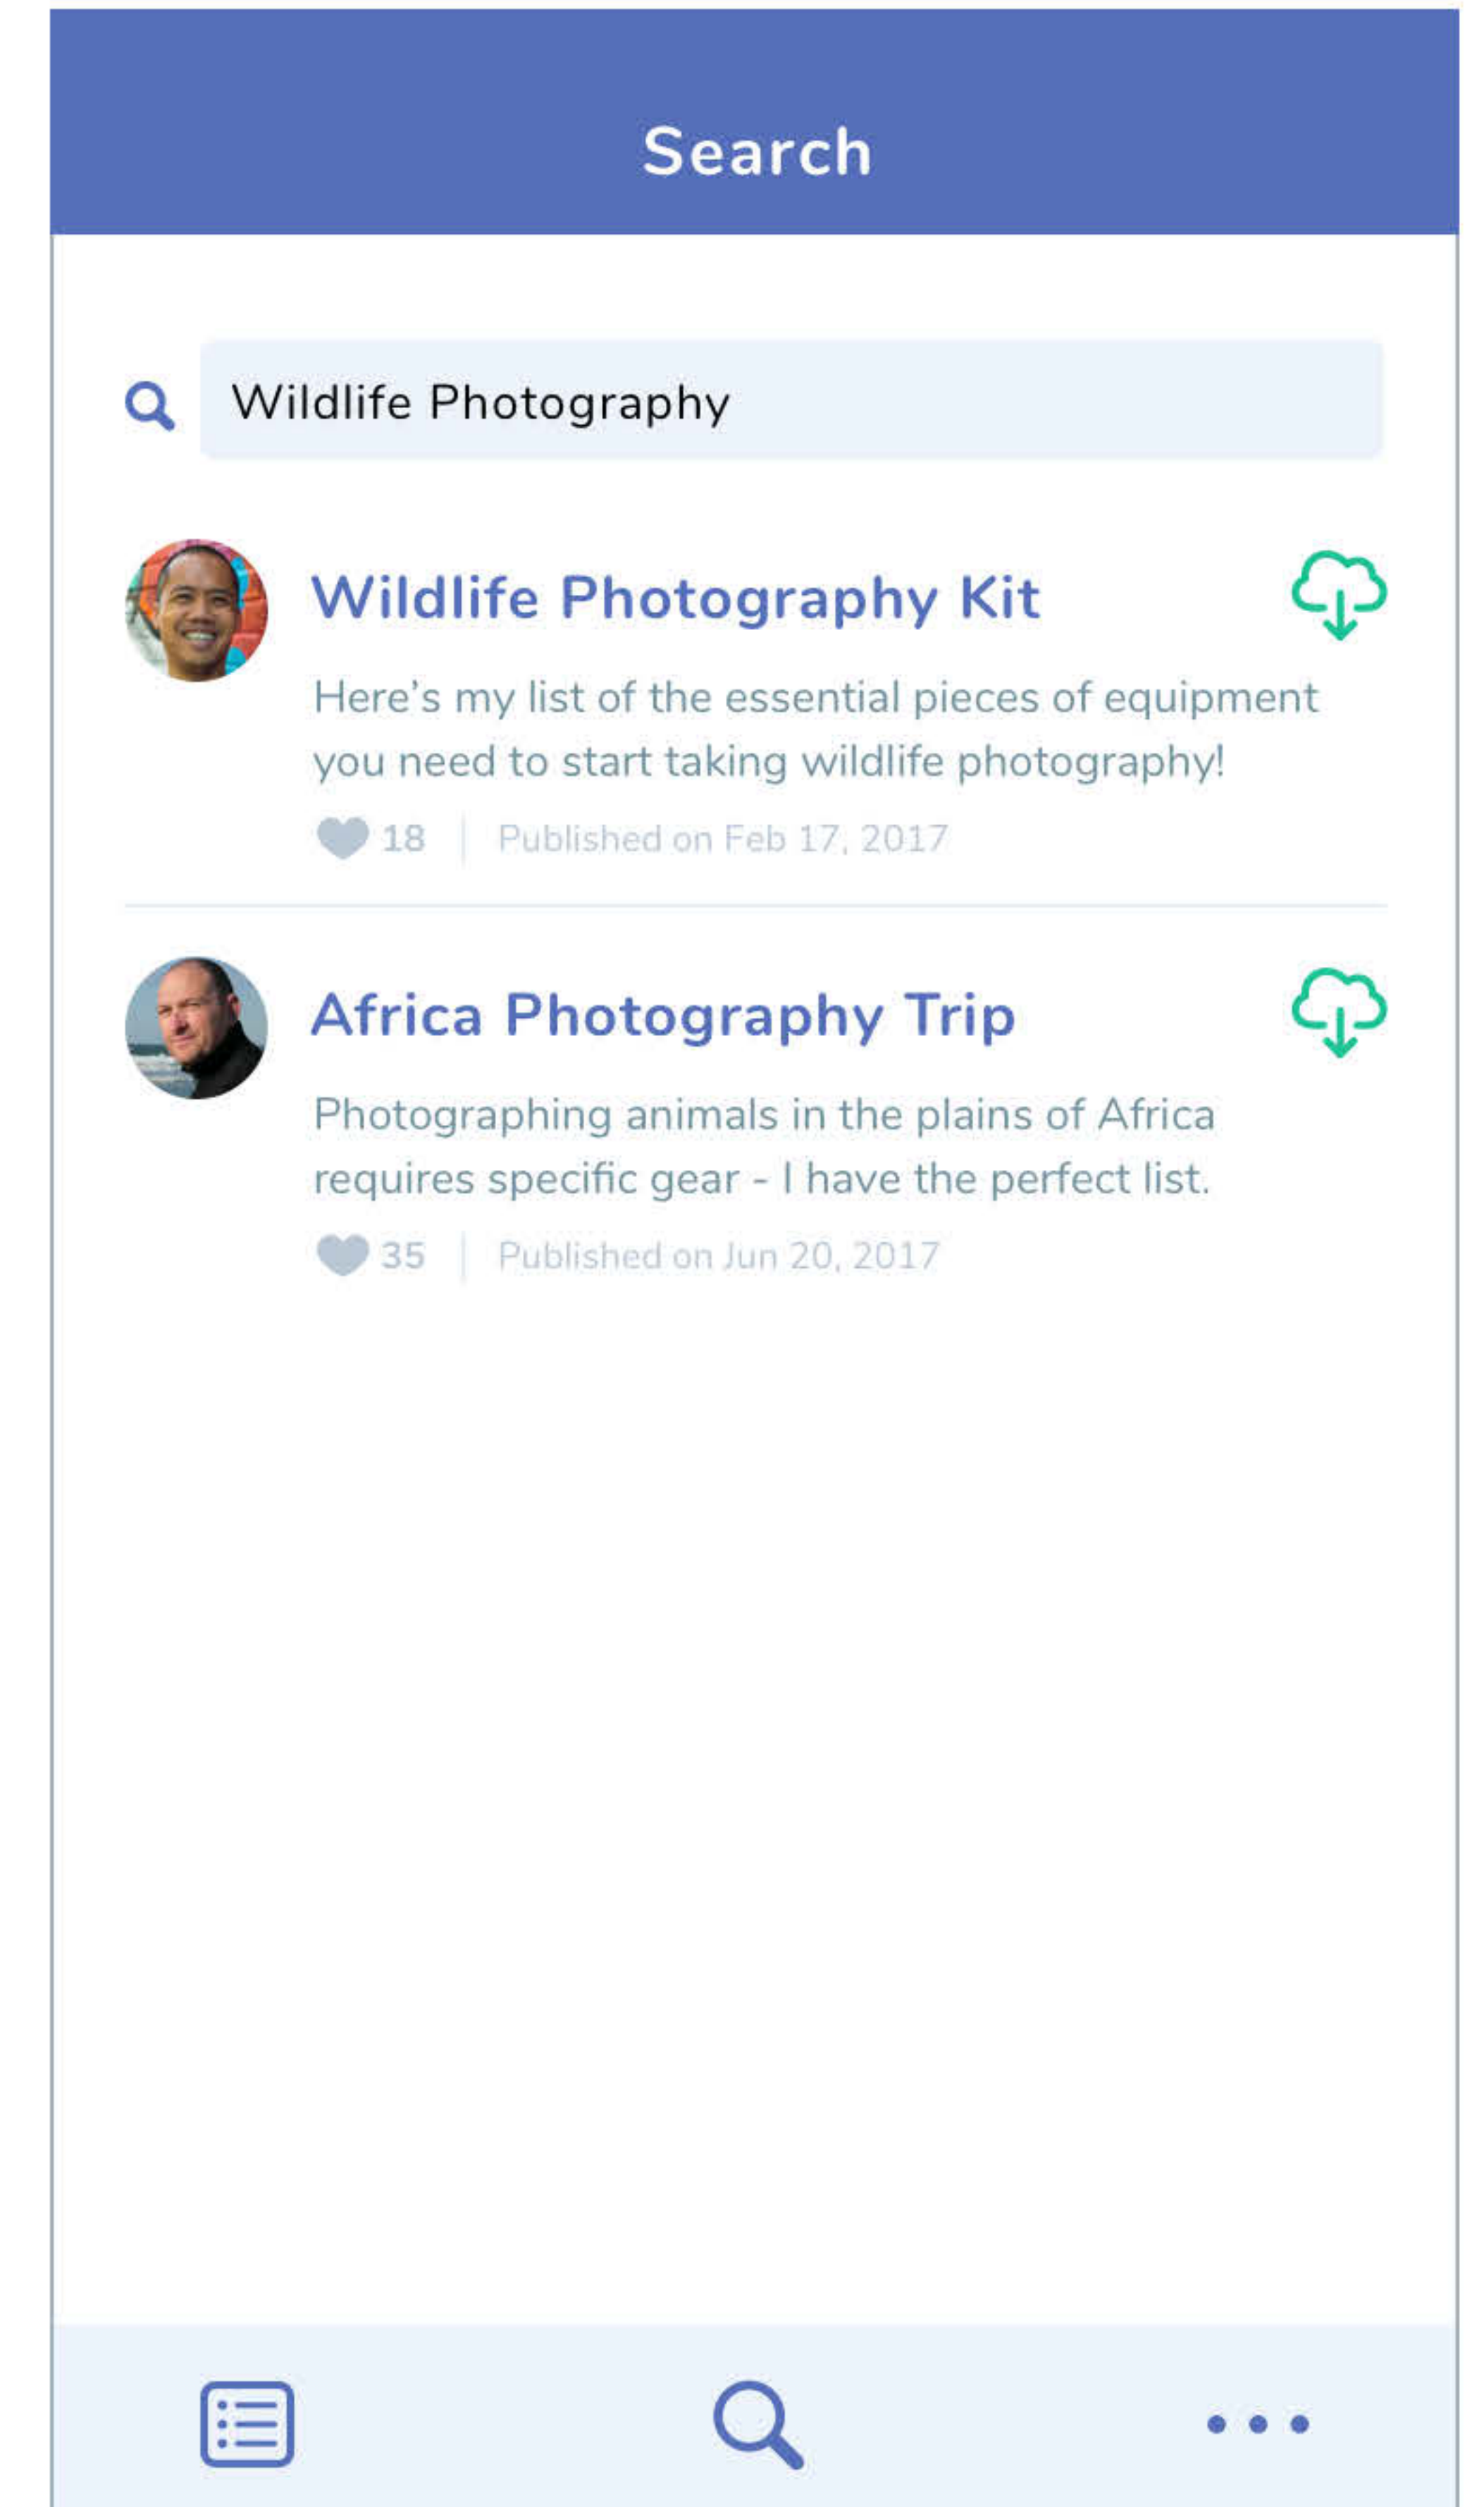 Search
Wildlife Photography
Wildlife Photography Kit
Here’s my list of the essential pieces of equipment
you need to start taking wildlife photography!
18 Published on Feb 17, 2017
Africa Photography Trip
Photographing animals in the plains of Africa
requires specific gear - I have the perfect list.
35 Published on Jun 20, 2017